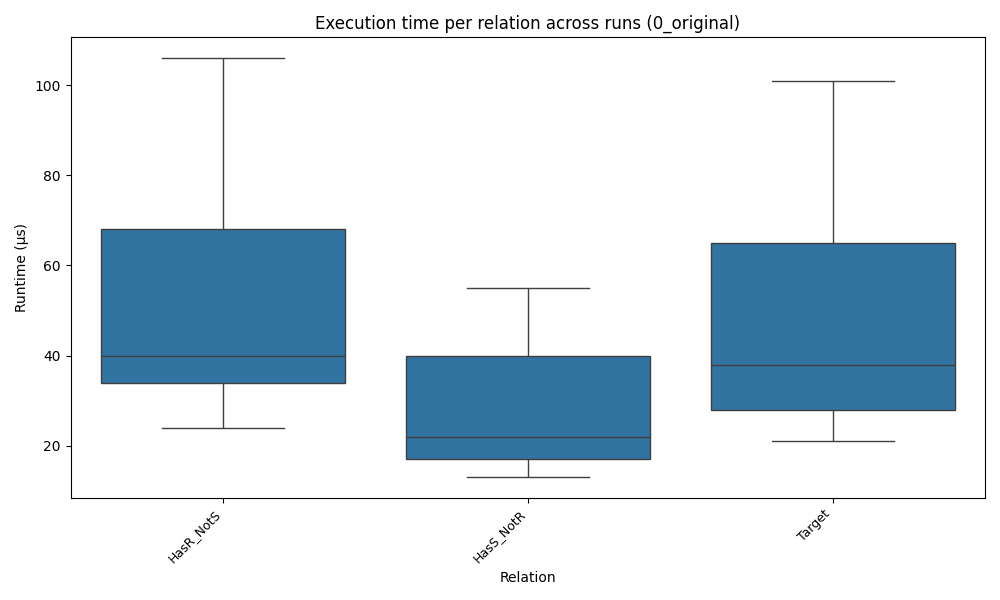 Execution time per relation across runs (0_original)
Runtime (µs)
100
80
60
40
20
HasR_NotS
HasS_NotR
Target
Relation